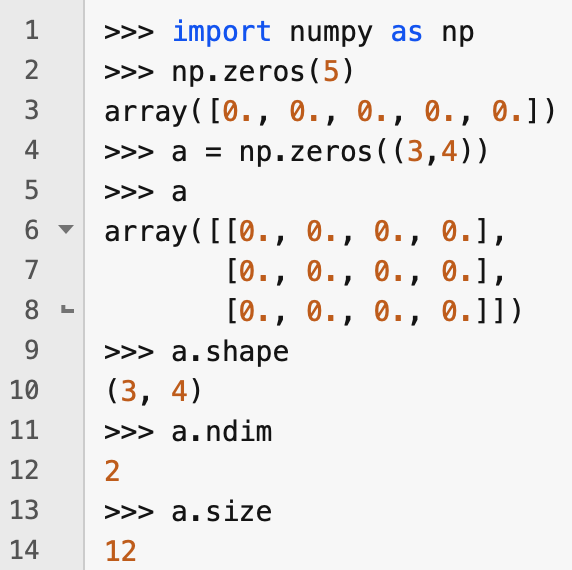 1 >>> import numpy as np
2 >>> np.zeros(5)
3 array([0., 0., 0., 0., 0.])
4 >>> a = np.zeros((3,4))
5 >>> a
6 array([[0., 0., 0., 0.],
7        [0., 0., 0., 0.],
8        [0., 0., 0., 0.]])
9 >>> a.shape
10 (3, 4)
11 >>> a.ndim
12 2
13 >>> a.size
14 12